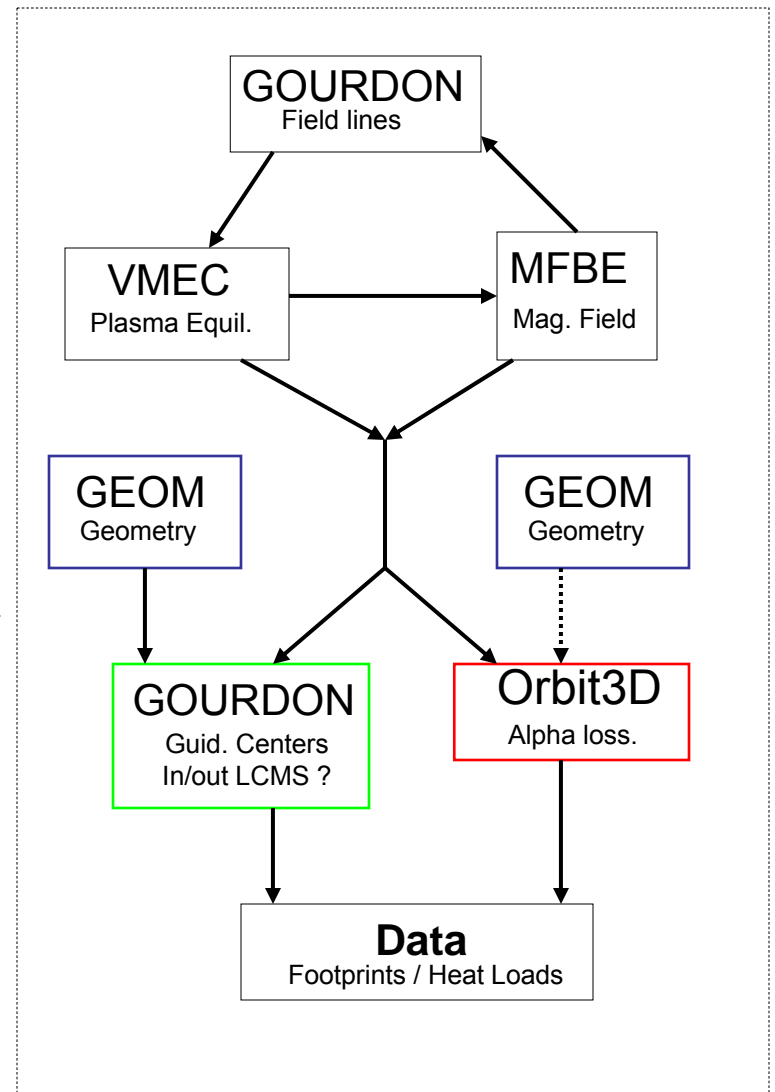 GOURDON
Field lines
VMEC
Plasma Equil.
MFBE
Mag. Field
GEOM
Geometry
GEOM
Geometry
GOURDON
Guid. Centers
In/out LCMS ?
Orbit3D
Alpha loss.
Data
Footprints / Heat Loads